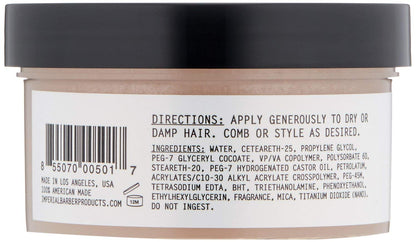 DIRECTIONS: APPLY GENEROUSLY TO DRY OR
DAMP HAIR. COMB OR STYLE AS DESIRED.
INGREDIENTS: WATER, CETEARETH-25, PROPYLENE GLYCOL,
PEG-7 GLYCERYL COCOATE, VP/VA COPOLYMER, POLYSORBATE 60,
STEARETH-20, PEG-7 HYDROGENATED CASTOR OIL, PETROLATUM,
ACRYLATES/C10-30 ALKYL ACRYLATE CROSSPOLYMER, PEG-45M,
TETRASODIUM EDTA, BHT, TRIETHANOLAMINE, PHENOXYETHANOL,
ETHYLHEXYLGLYCERIN, FRAGRANCE, MICA, TITANIUM DIOXIDE (NANO).
DO NOT INGEST.
8 55070 00501 7
MADE IN LOS ANGELES, USA
100% AMERICAN MADE
IMPERIALBARBERPRODUCTS.COM
12M